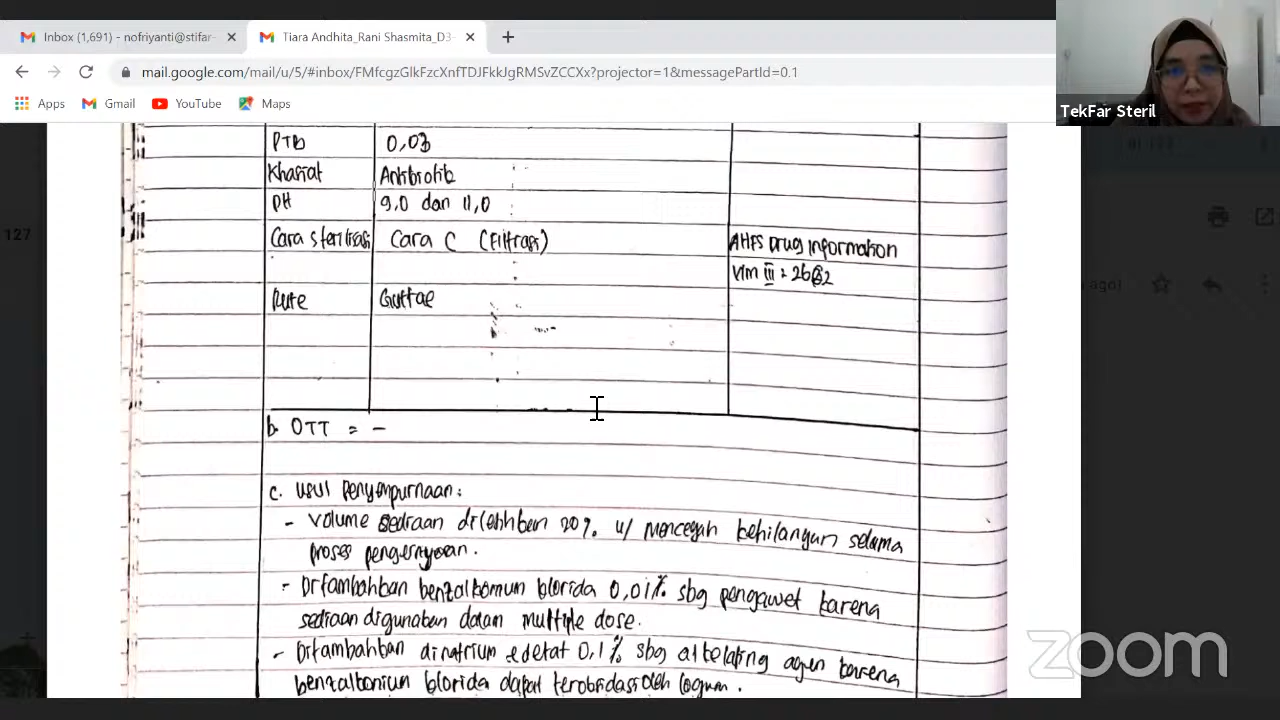 Inbox (1,691) - nofriyanti@stifar-
Tiara Andhita_Rani Shasmita_D3-
mail.google.com/mail/u/5/#inbox/FMfcgzGlkFzcXnfTDJFkkJgRMSvZCCXx?projector=1&messagePartId=0.1
Apps Gmail YouTube Maps
TekFar Steril
PTB 0,03
Khasiat Antibiotik
PH 9,0 dan 11,0
127
Cara sterilisasi Cara C (Filtrasi) AHFS Drug information
III = 2662
ago)
Rute Guttae
b. OTT = -
c. Usul Penyempurnaan:
- Volume sediaan dilebihkan 20% u/ mencegah kehilangan selama
proses pengerjaan.
- Ditambahkan benzalkonium klorida 0,01% sbg pengawet karena
sediaan digunakan dalam multiple dose.
- Ditambahkan dinatrium edetat 0,1% sbg agen karena
benzalkonium klorida dapat teroksidasi oleh logam.
zoom